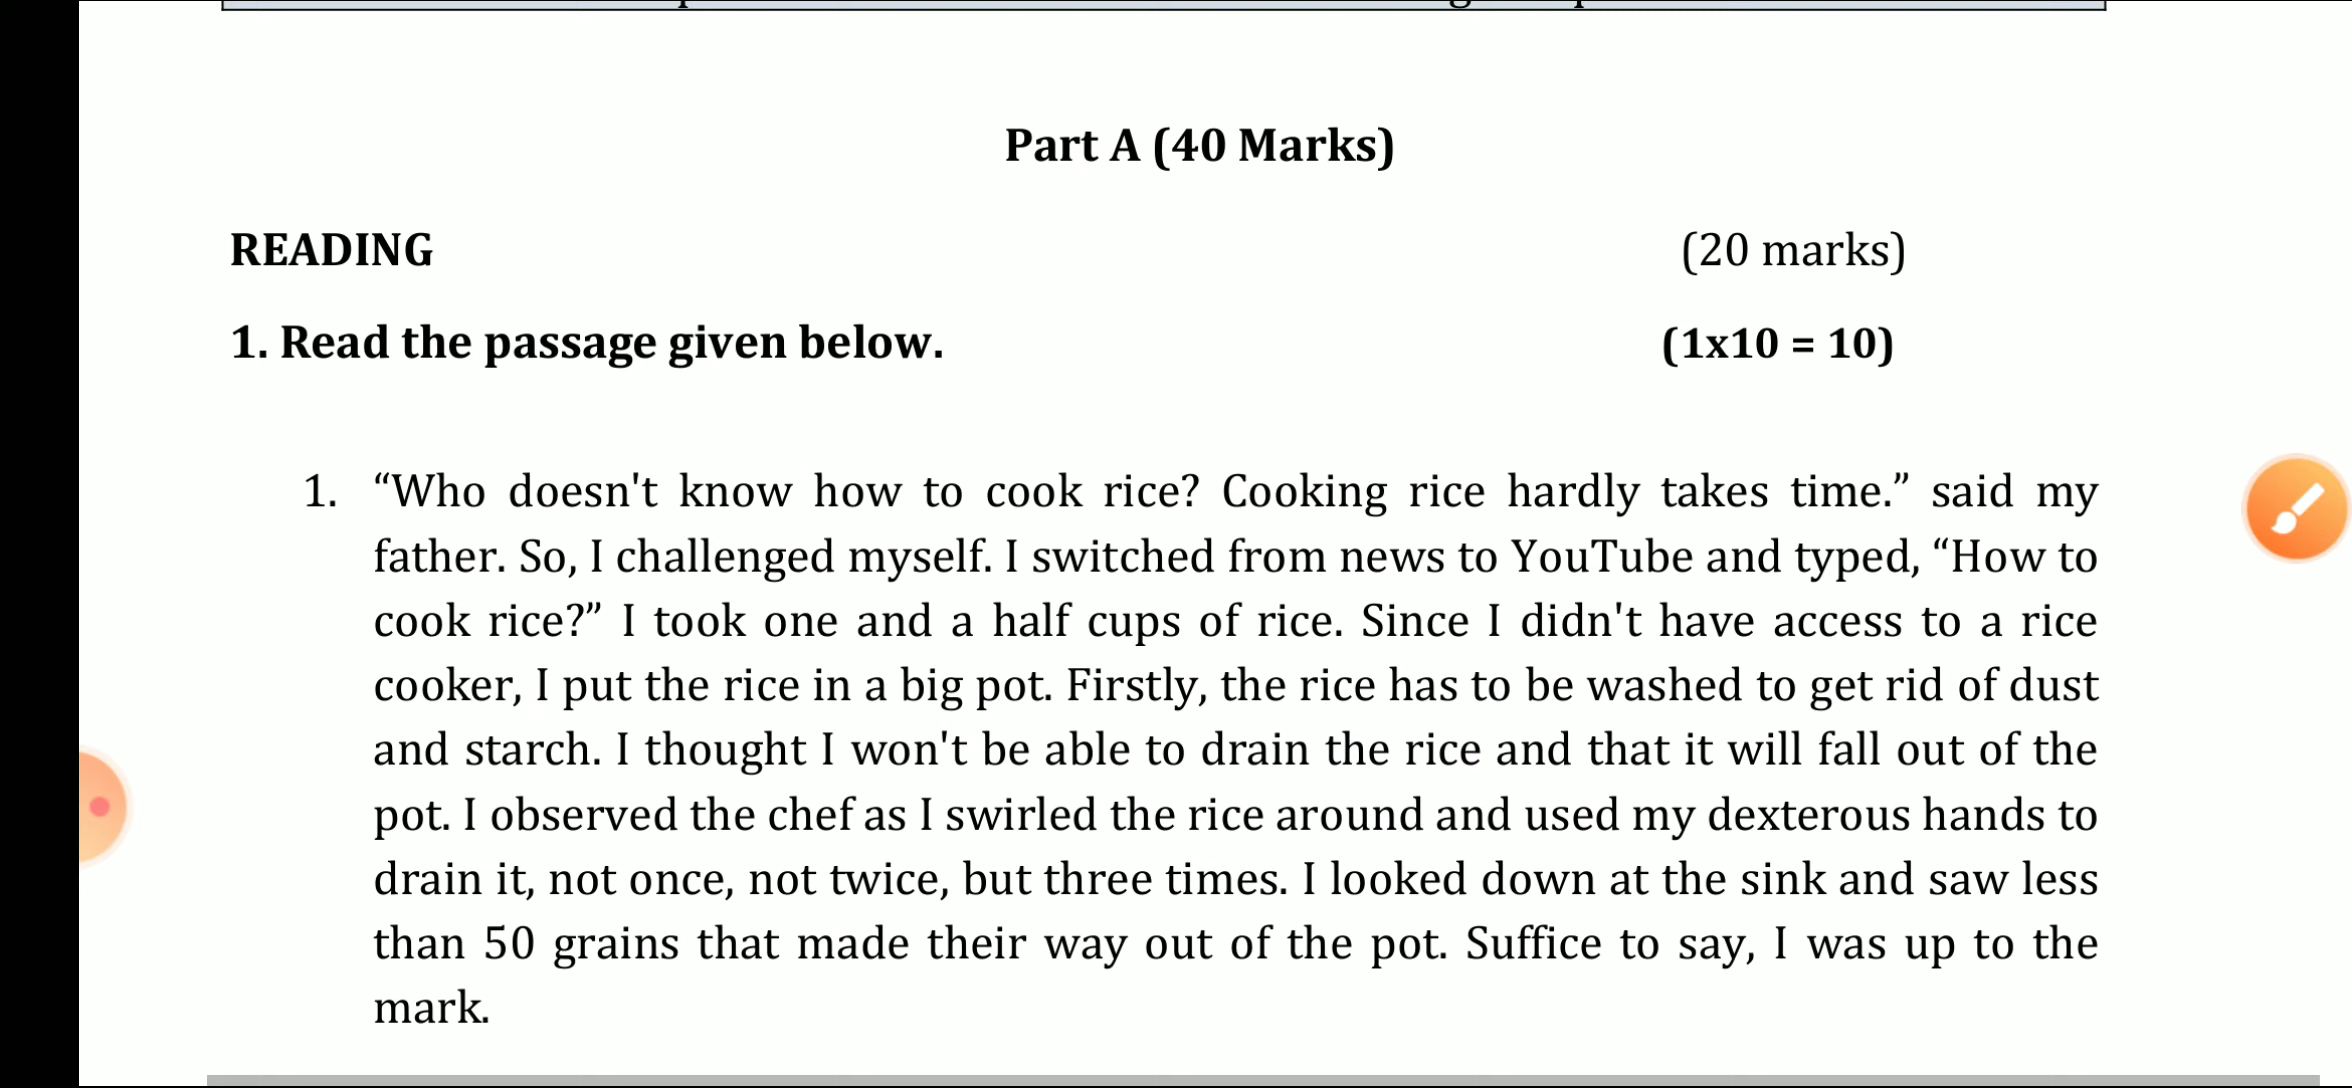 Part A (40 Marks)
READING (20 marks)
1. Read the passage given below. (1x10 = 10)
1. “Who doesn't know how to cook rice? Cooking rice hardly takes time.” said my
father. So, I challenged myself. I switched from news to YouTube and typed, “How to
cook rice?” I took one and a half cups of rice. Since I didn't have access to a rice
cooker, I put the rice in a big pot. Firstly, the rice has to be washed to get rid of dust
and starch. I thought I won't be able to drain the rice and that it will fall out of the
pot. I observed the chef as I swirled the rice around and used my dexterous hands to
drain it, not once, not twice, but three times. I looked down at the sink and saw less
than 50 grains that made their way out of the pot. Suffice to say, I was up to the
mark.